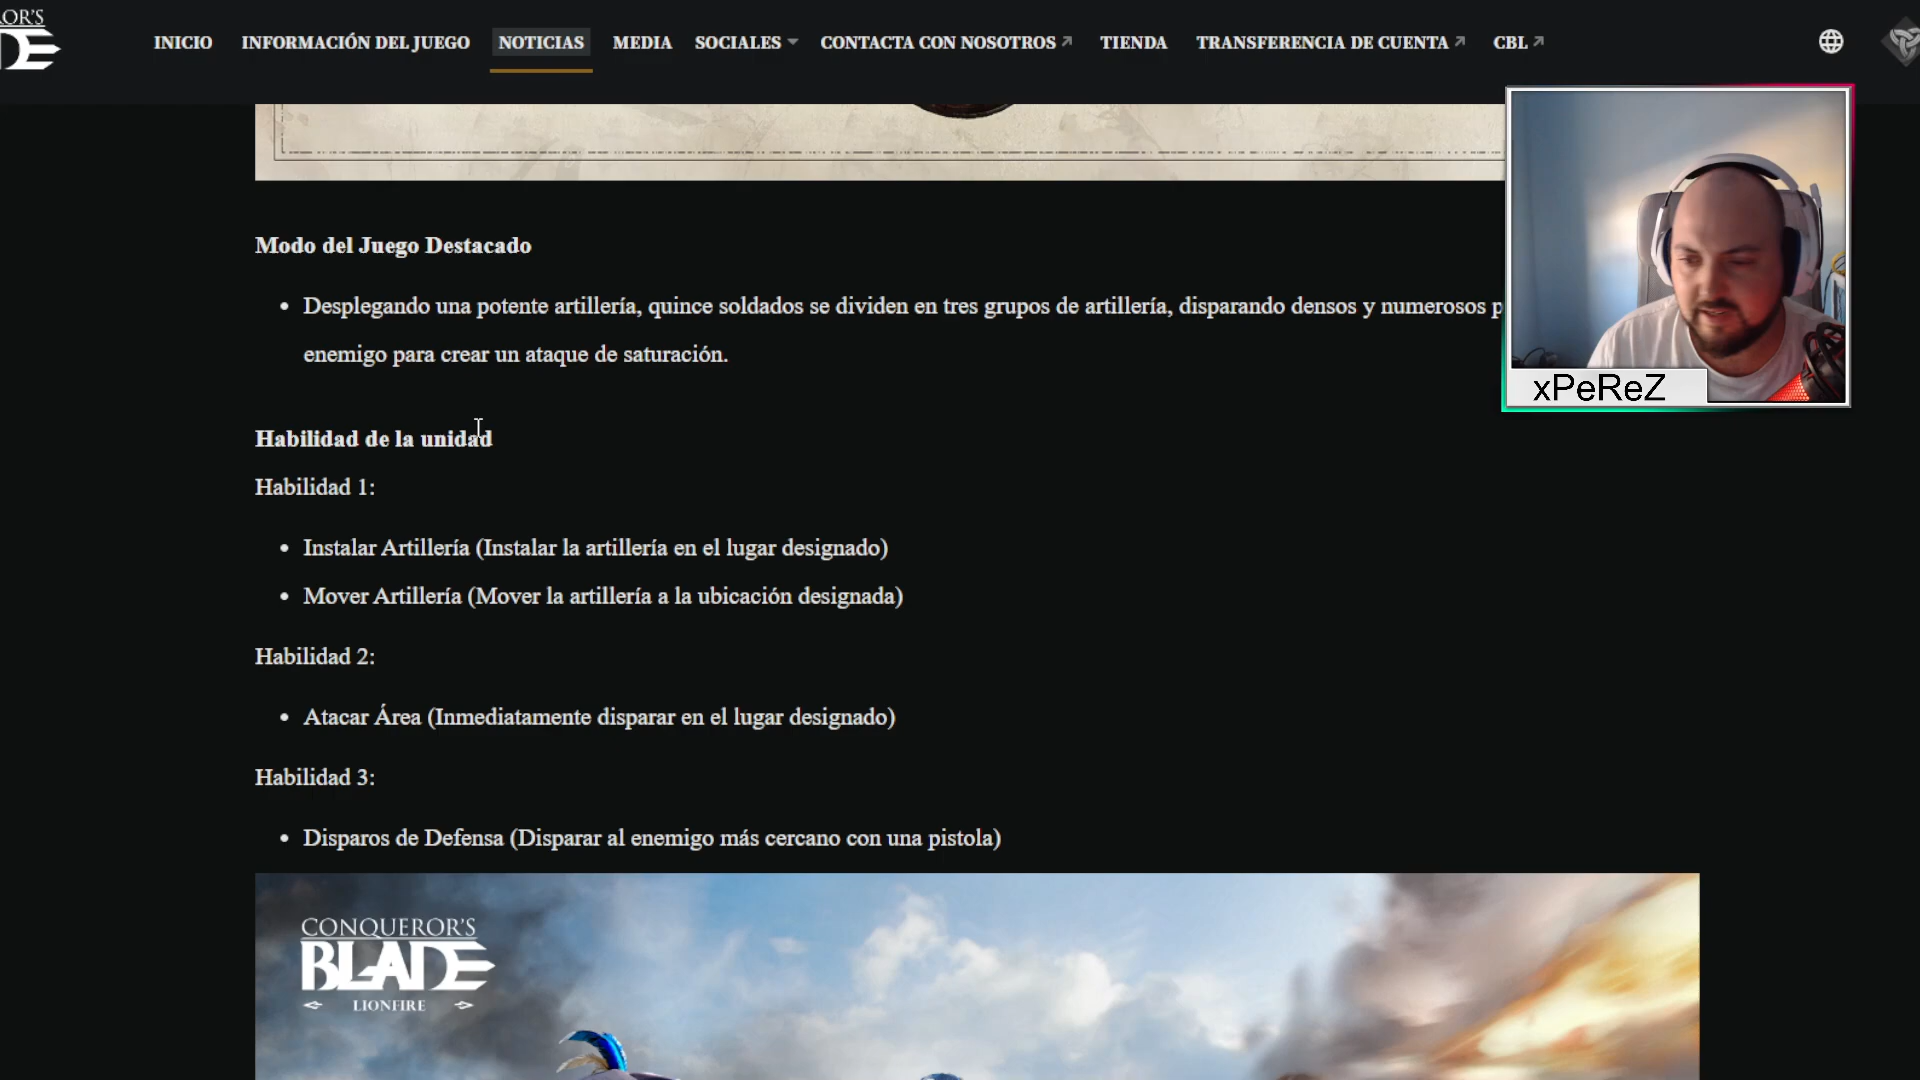 OR'S
DE
INICIO INFORMACIÓN DEL JUEGO NOTICIAS MEDIA SOCIALES CONTACTA CON NOSOTROS TIENDA TRANSFERENCIA DE CUENTA CBL
Modo del Juego Destacado
• Desplegando una potente artillería, quince soldados se dividen en tres grupos de artillería, disparando densos y numerosos p
enemigo para crear un ataque de saturación.
xPeReZ
Habilidad de la unidad
Habilidad 1:
• Instalar Artillería (Instalar la artillería en el lugar designado)
• Mover Artillería (Mover la artillería a la ubicación designada)
Habilidad 2:
• Atacar Área (Inmediatamente disparar en el lugar designado)
Habilidad 3:
• Disparos de Defensa (Disparar al enemigo más cercano con una pistola)
CONQUEROR'S
BLADE
LIONFIRE